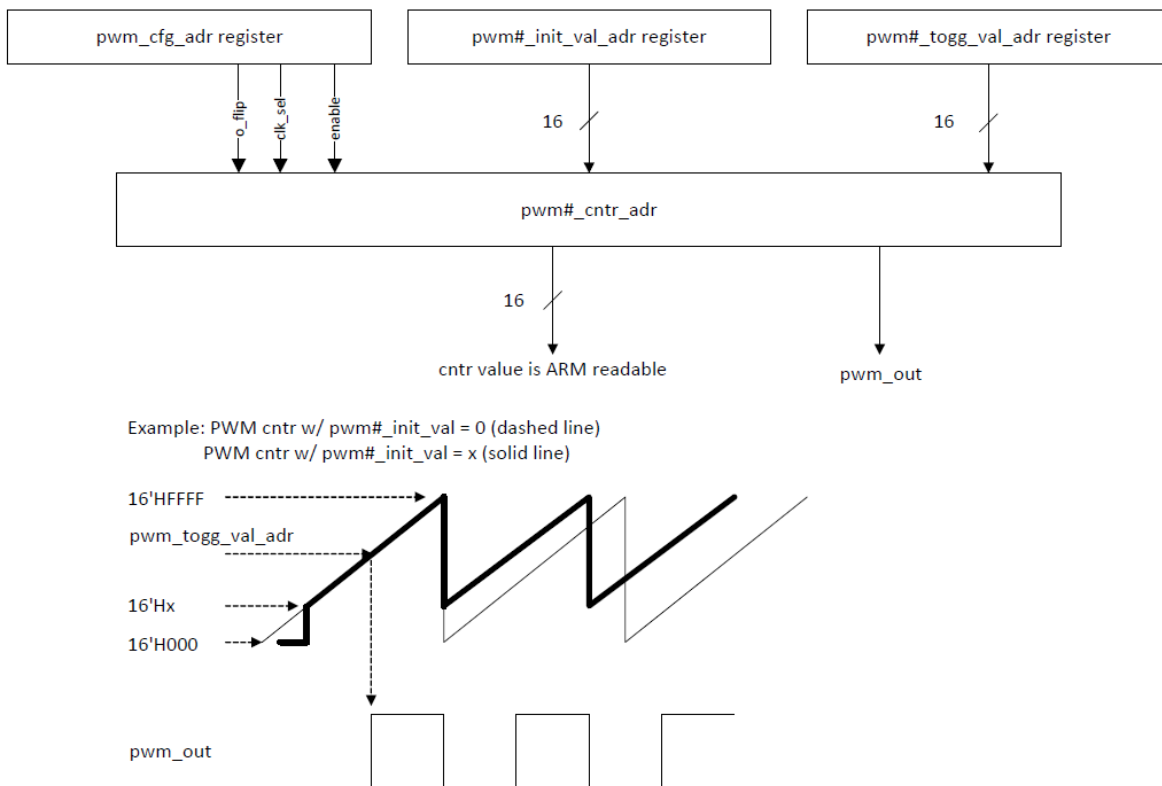 pwm_cfg_adr register
pwm#_init_val_adr register
pwm#_togg_val_adr register
o_flip
clk_sel
enable
16
16
pwm#_cntr_adr
16
cntr value is ARM readable
pwm_out
Example: PWM cntr w/ pwm#_init_val = 0 (dashed line)
PWM cntr w/ pwm#_init_val = x (solid line)
16'HFFFF
pwm_togg_val_adr
16'Hx
16'H000
pwm_out